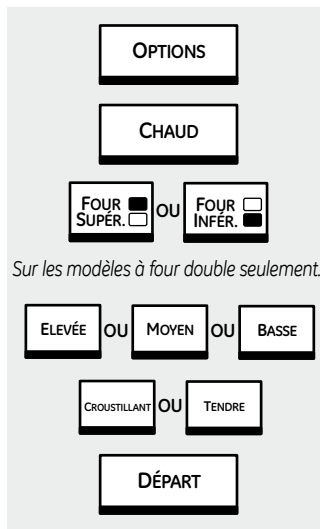 OPTIONS
CHAUD
FOUR SUPÉR. OU FOUR INFÉR.
Sur les modèles à four double seulement.
ELEVÉE OU MOYEN OU BASSE
CROUSTILLANT OU TENDRE
DÉPART